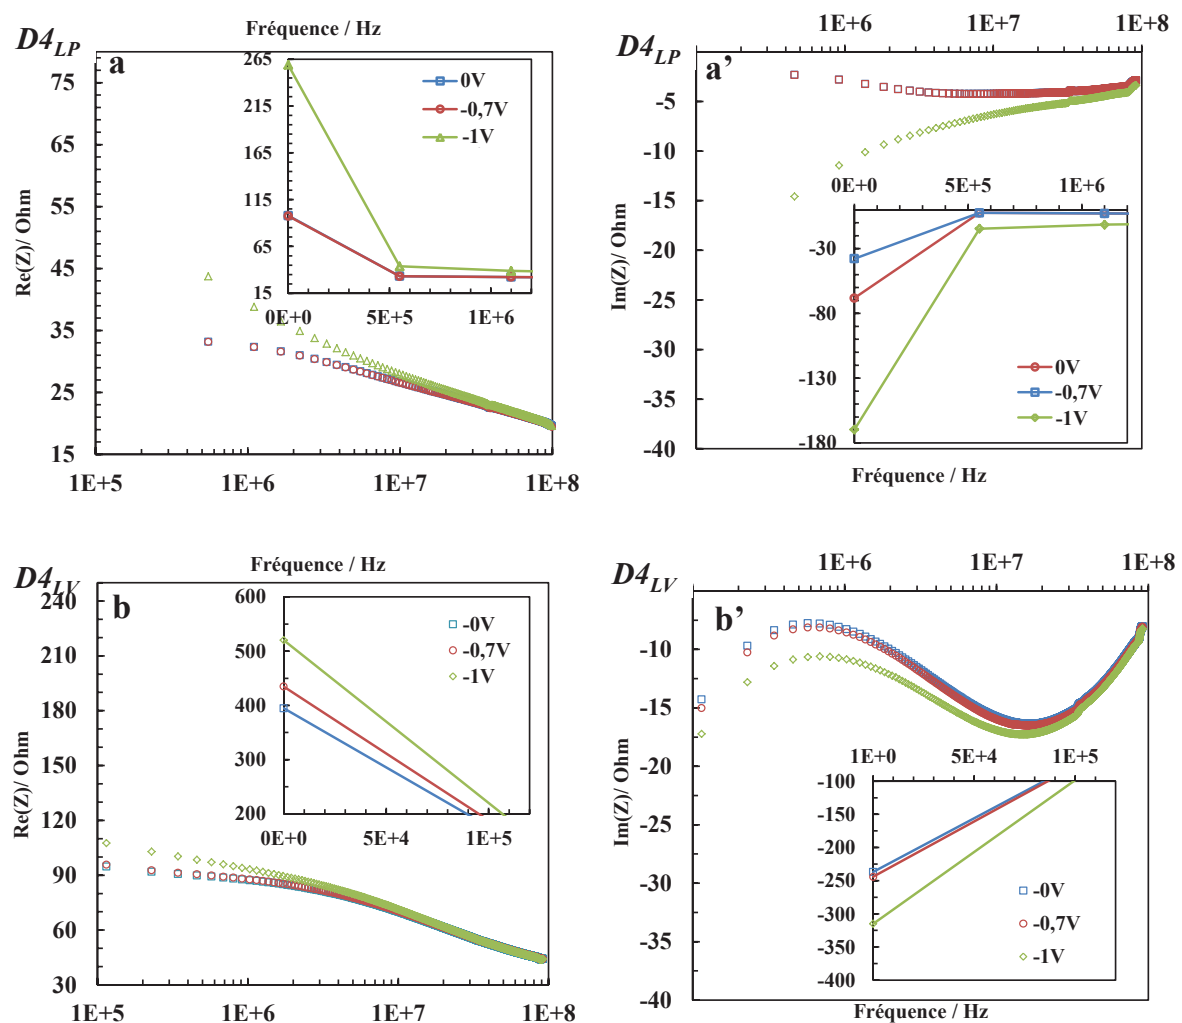 Fréquence / Hz
D4LP
a
75
65
55
45
35
25
15
Re(Z)/ Ohm
1E+5
1E+6
1E+7
1E+8
265
215
165
115
65
15
0E+0
5E+5
1E+6
0V
-0,7V
-1V
1E+6
1E+7
1E+8
D4LP
a’
-5
-10
-15
-20
-25
-30
-35
-40
Im(Z)/ Ohm
0E+0
5E+5
1E+6
-30
-80
-130
-180
0V
-0,7V
-1V
Fréquence / Hz
Fréquence / Hz
D4LV
b
240
210
180
150
120
90
60
30
Re(Z)/ Ohm
1E+5
1E+6
1E+7
1E+8
600
500
400
300
200
0E+0
5E+4
1E+5
-0V
-0,7V
-1V
1E+6
1E+7
1E+8
D4LV
b’
-10
-15
-20
-25
-30
-35
-40
Im(Z)/ Ohm
1E+0
5E+4
1E+5
-100
-150
-200
-250
-300
-350
-400
-0V
-0,7V
-1V
Fréquence / Hz